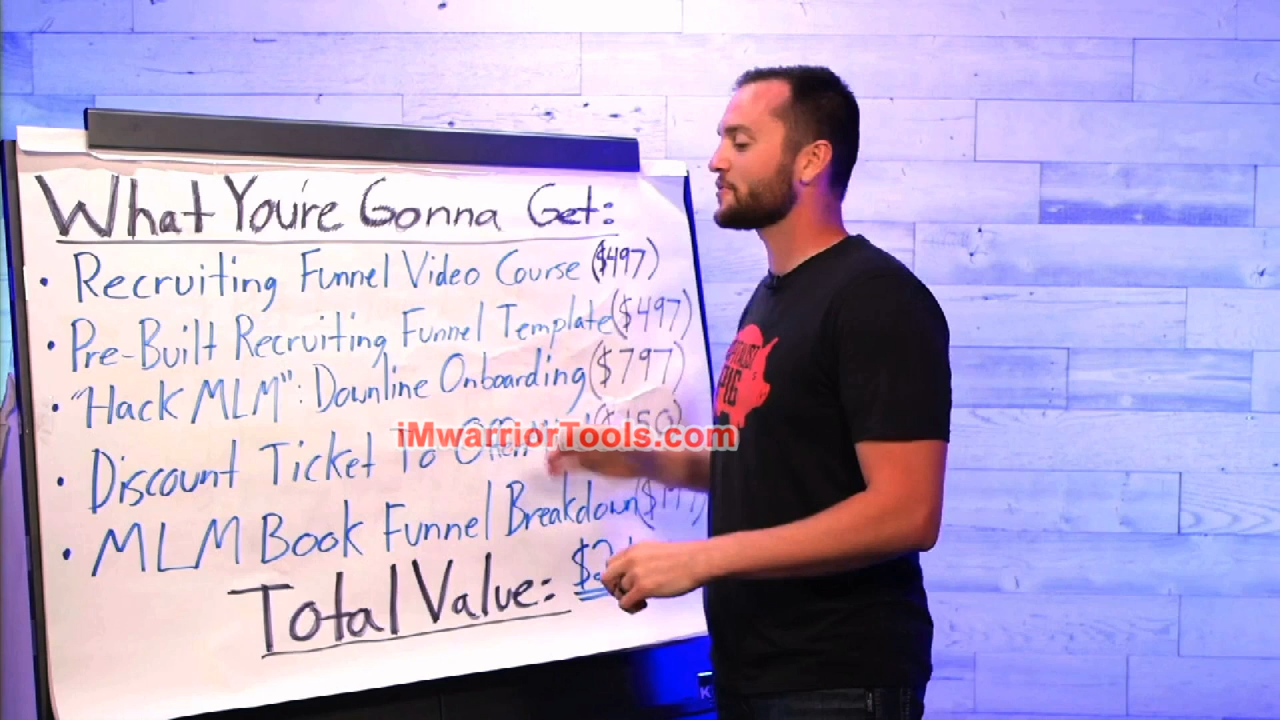 What You're Gonna Get:
• Recruiting Funnel Video Course ($497)
• Pre-Built Recruiting Funnel Template ($497)
• "Hack MLM": Downline Onboarding ($797)
• Discount Ticket To
iMwarriorTools.com
• MLM Book Funnel Breakdown
Total Value:
PIG